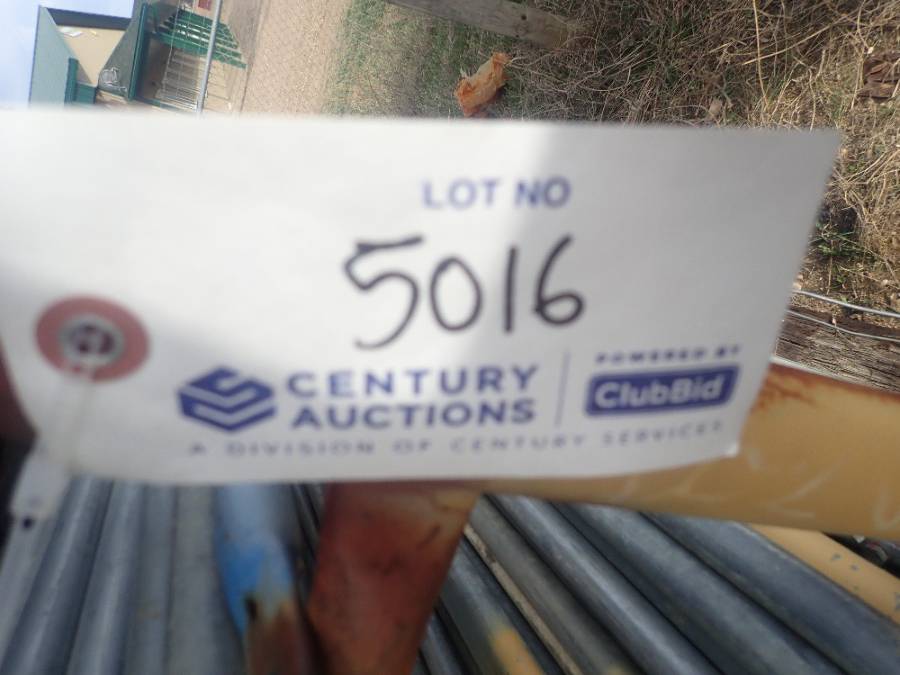 LOT NO
5016
CENTURY
AUCTIONS
POWERED BY
ClubBid
A DIVISION OF CENTURY SERVICES